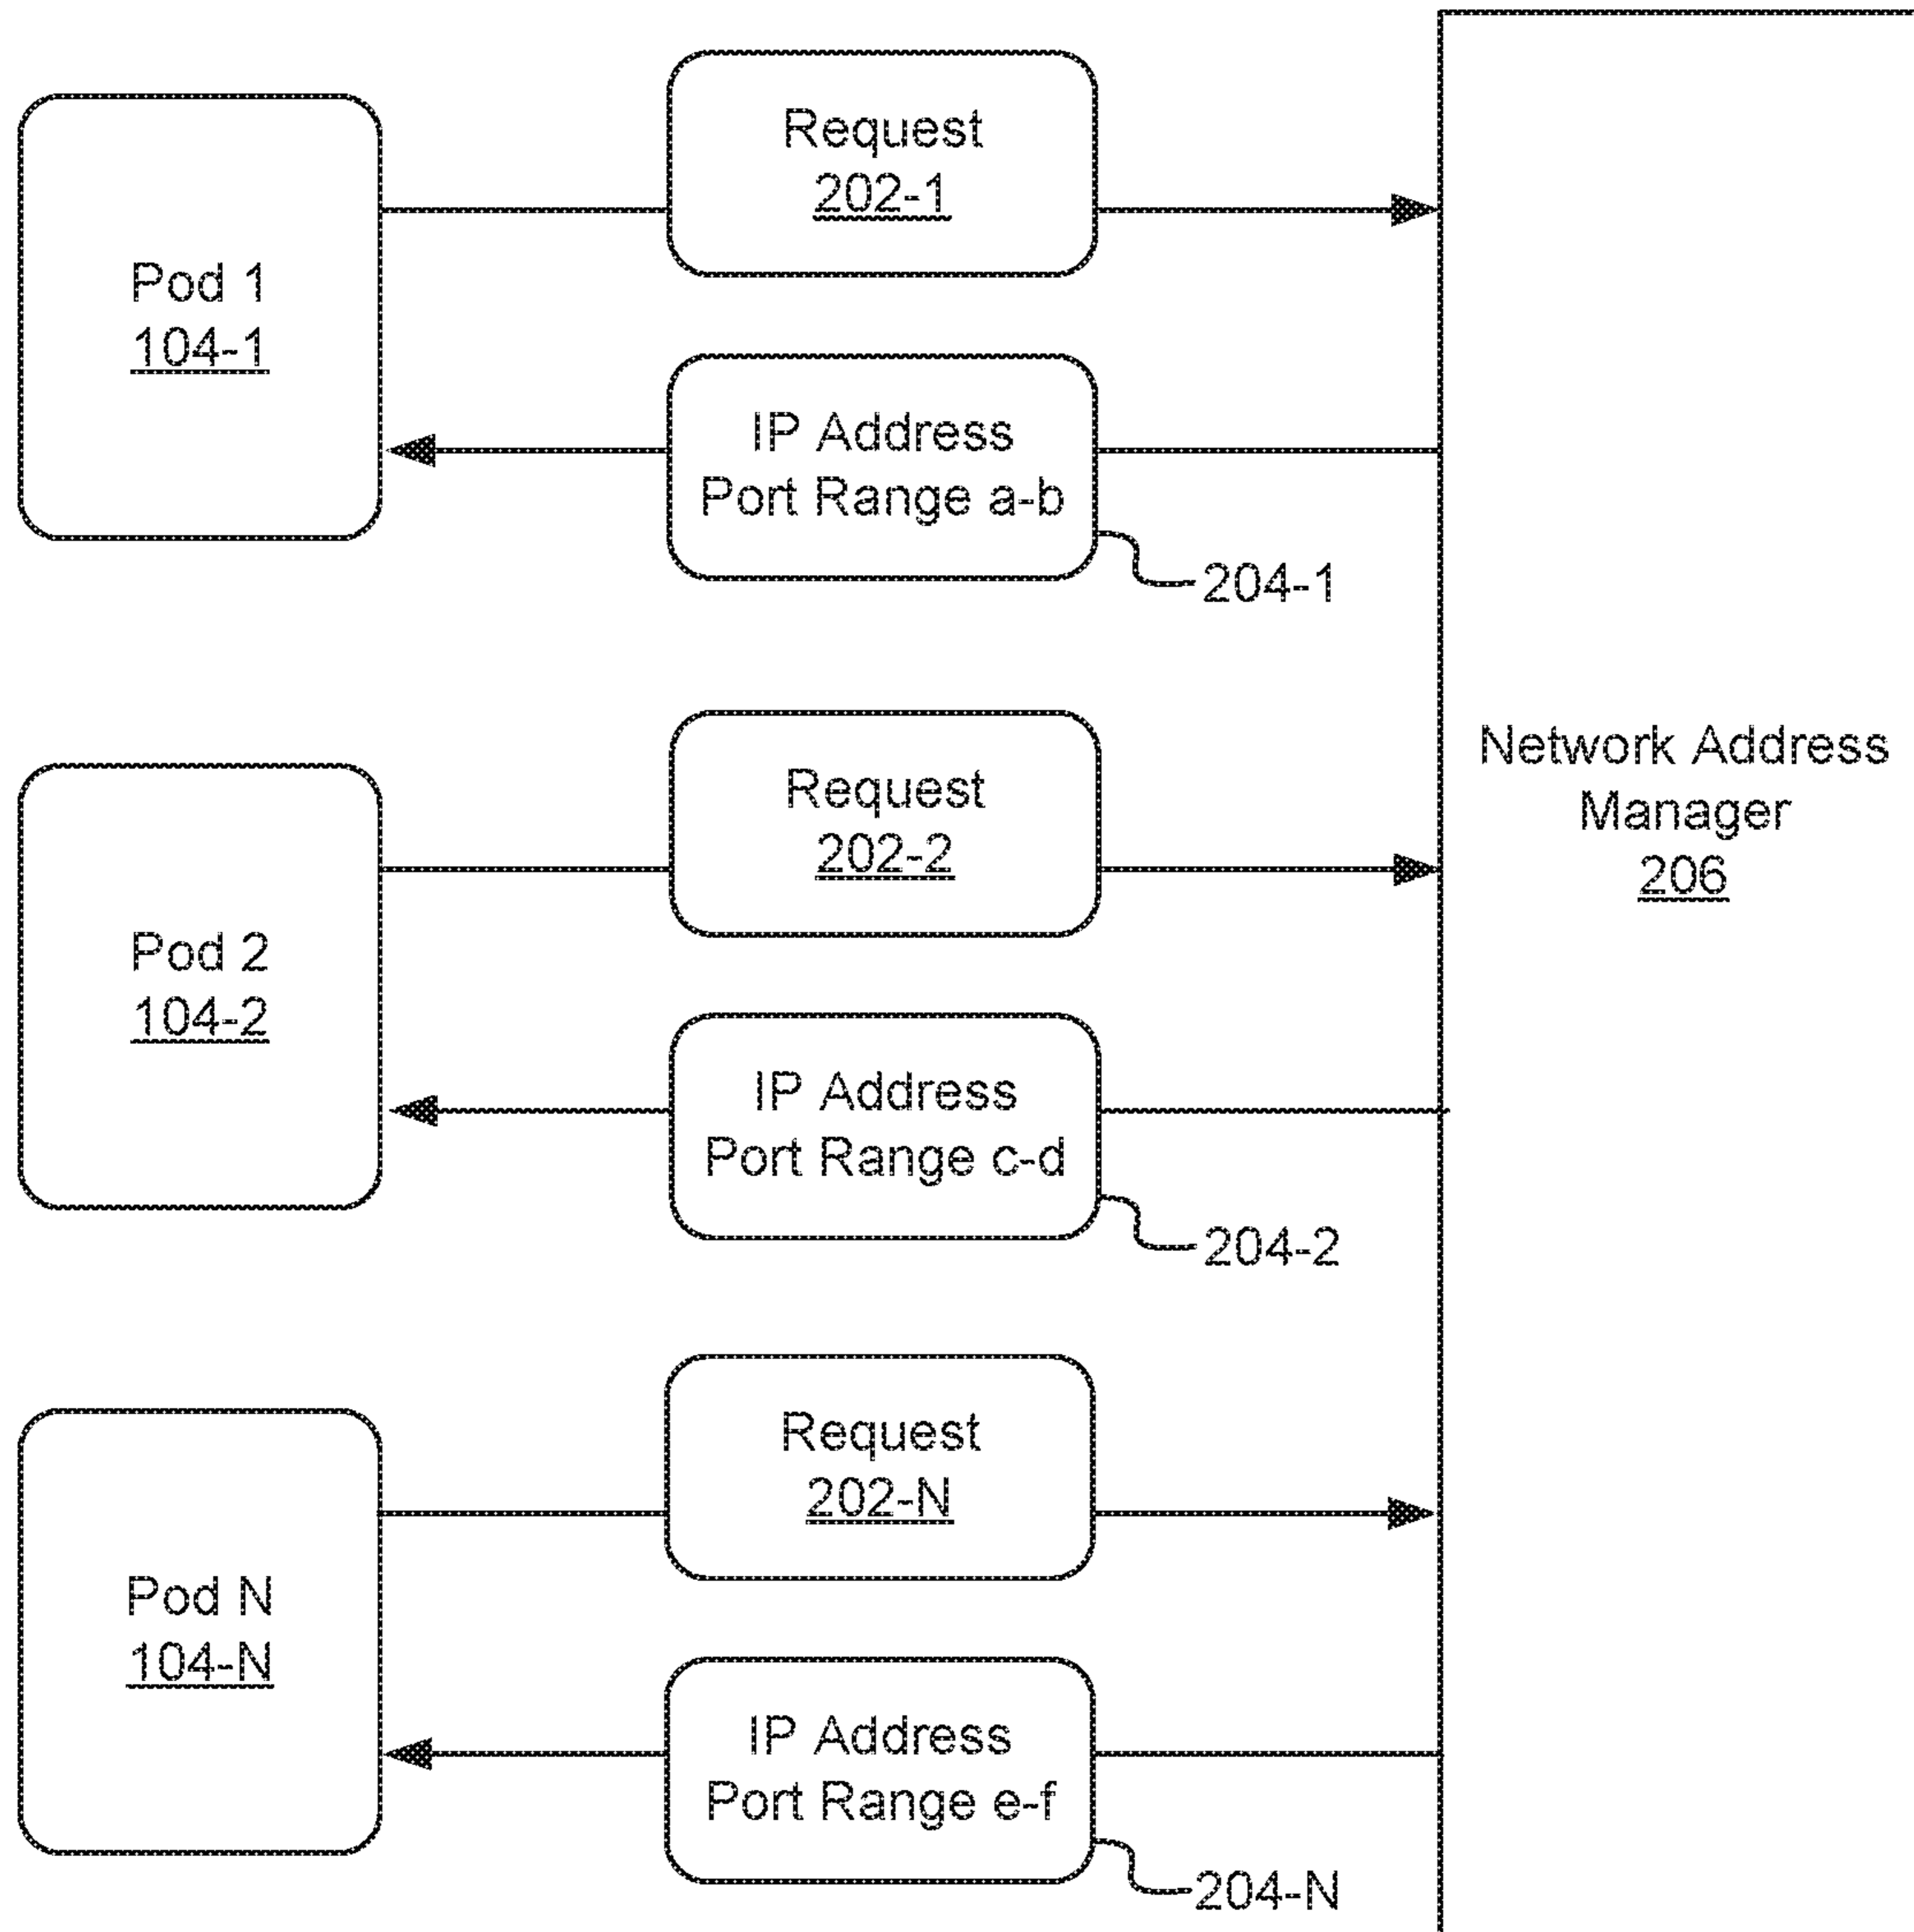 Request
202-1
Pod 1
104-1
IP Address
Port Range a-b
204-1
Request
202-2
Network Address
Manager
206
Pod 2
104-2
IP Address
Port Range c-d
204-2
Request
202-N
Pod N
104-N
IP Address
Port Range e-f
204-N